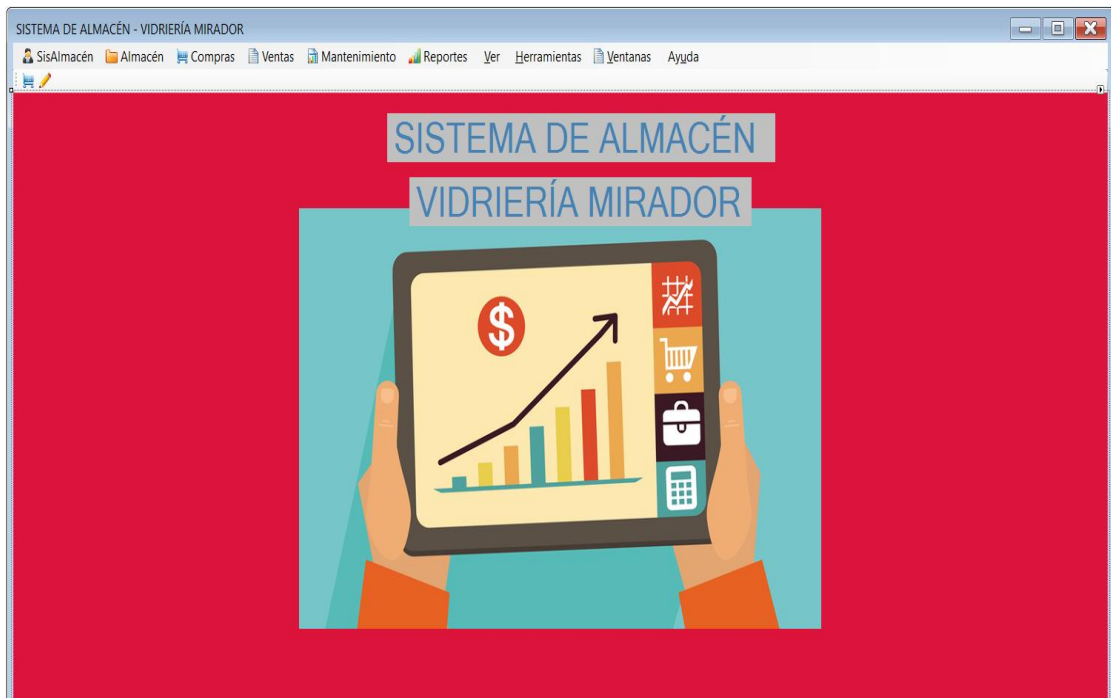 SISTEMA DE ALMACÉN - VIDRIERÍA MIRADOR
SisAlmacén Almacén Compras Ventas Mantenimiento Reportes Ver Herramientas Ventanas Ayuda
SISTEMA DE ALMACÉN
VIDRIERÍA MIRADOR
$